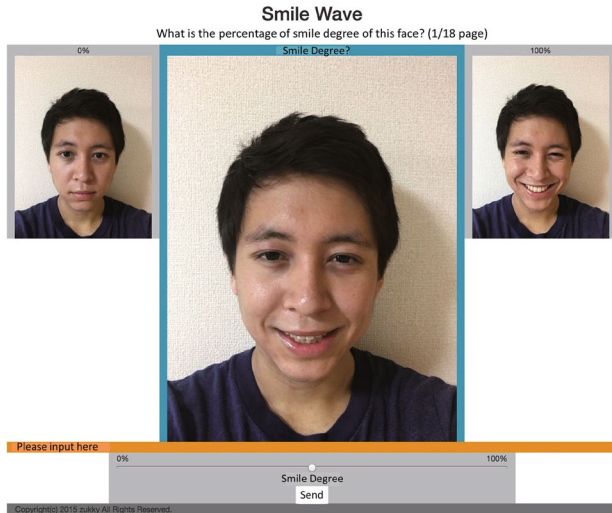 Smile Wave
What is the percentage of smile degree of this face? (1/18 page)
0%
Smile Degree?
100%
Please input here
0%
100%
Smile Degree
Send
Copyright(c) 2015 zukky All Rights Reserved.